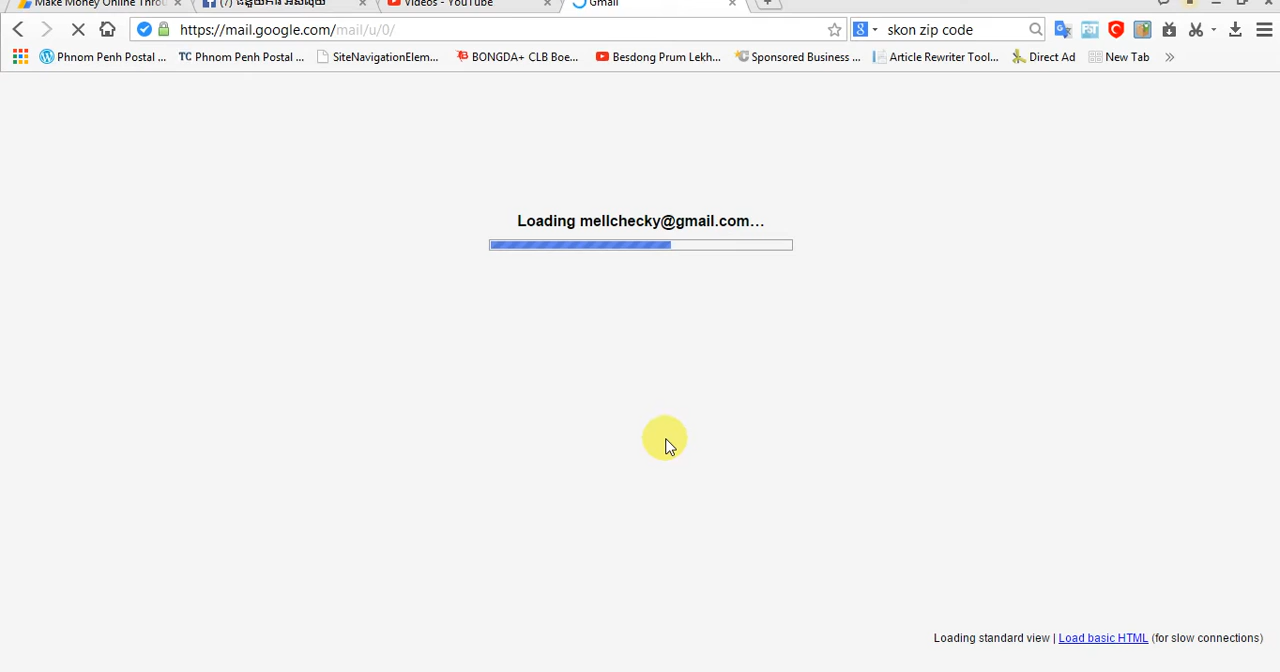 Make Money Online Throu
(7) 
Videos - YouTube
Gmail
https://mail.google.com/mail/u/0/
skon zip code
Phnom Penh Postal ...
TC Phnom Penh Postal ...
SiteNavigationElem...
BONGDA+ CLB Boe...
Besdong Prum Lekh...
Sponsored Business ...
Article Rewriter Tool...
Direct Ad
New Tab
Loading mellchecky@gmail.com…
Loading standard view | Load basic HTML (for slow connections)